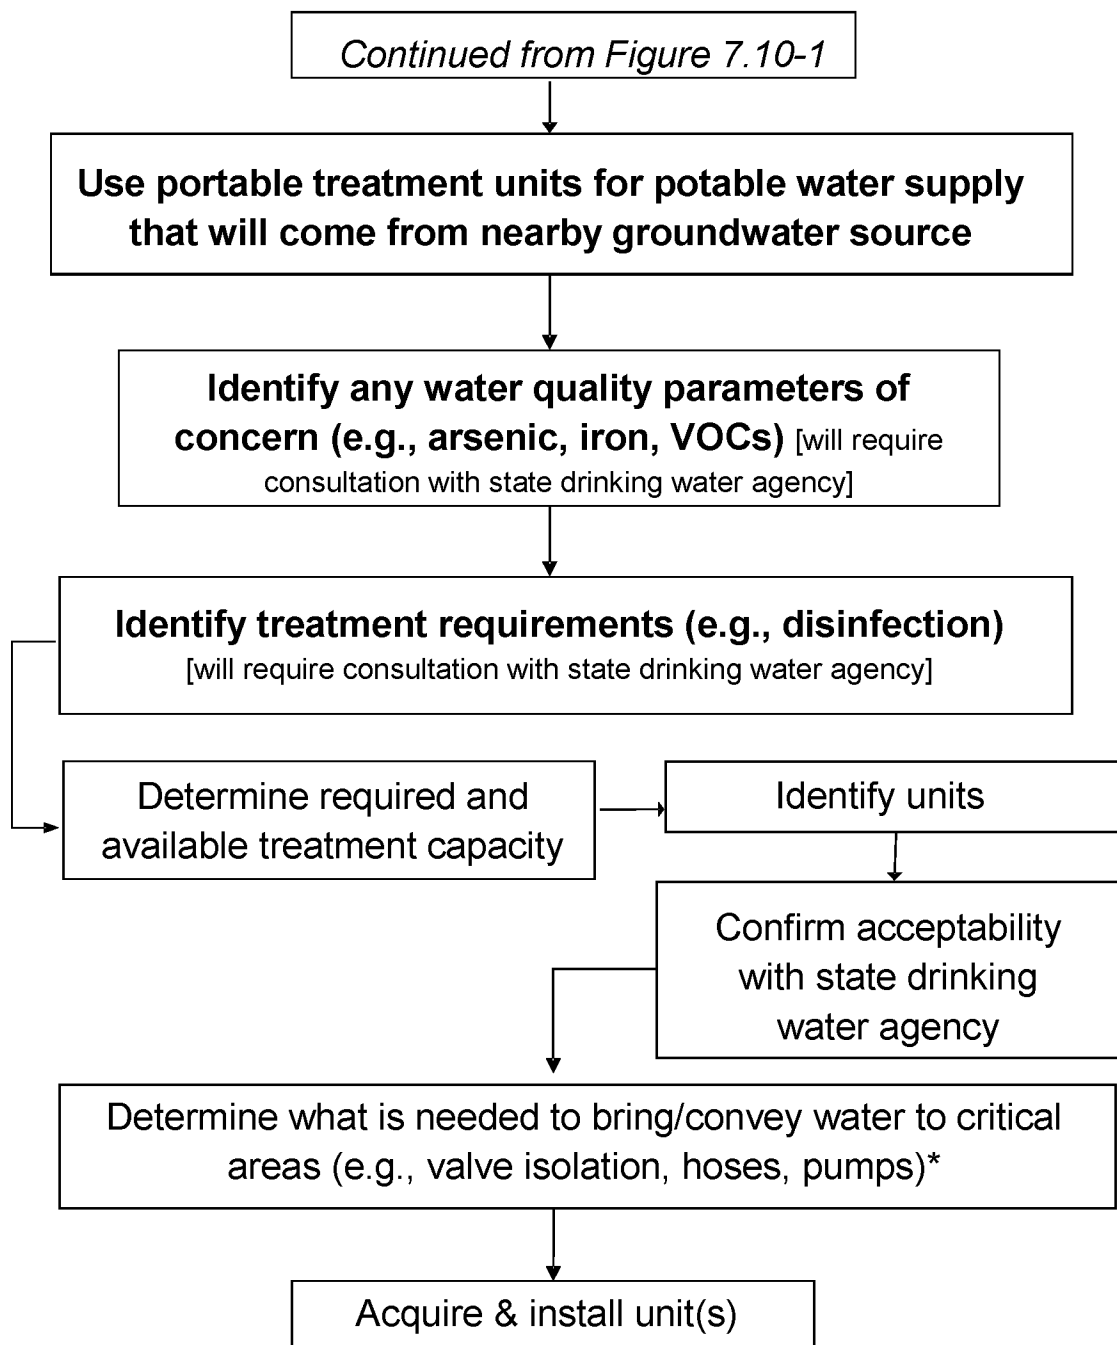 Continued from Figure 7.10-1
Use portable treatment units for potable water supply
that will come from nearby groundwater source
Identify any water quality parameters of
concern (e.g., arsenic, iron, VOCs) [will require
consultation with state drinking water agency]
Identify treatment requirements (e.g., disinfection)
[will require consultation with state drinking water agency]
Determine required and
available treatment capacity
Identify units
Confirm acceptability
with state drinking
water agency
Determine what is needed to bring/convey water to critical
areas (e.g., valve isolation, hoses, pumps)*
Acquire & install unit(s)